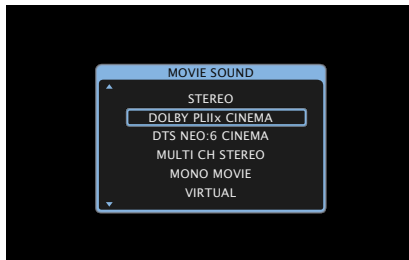 MOVIE SOUND
STEREO
DOLBY PLIIx CINEMA
DTS NEO:6 CINEMA
MULTI CH STEREO
MONO MOVIE
VIRTUAL